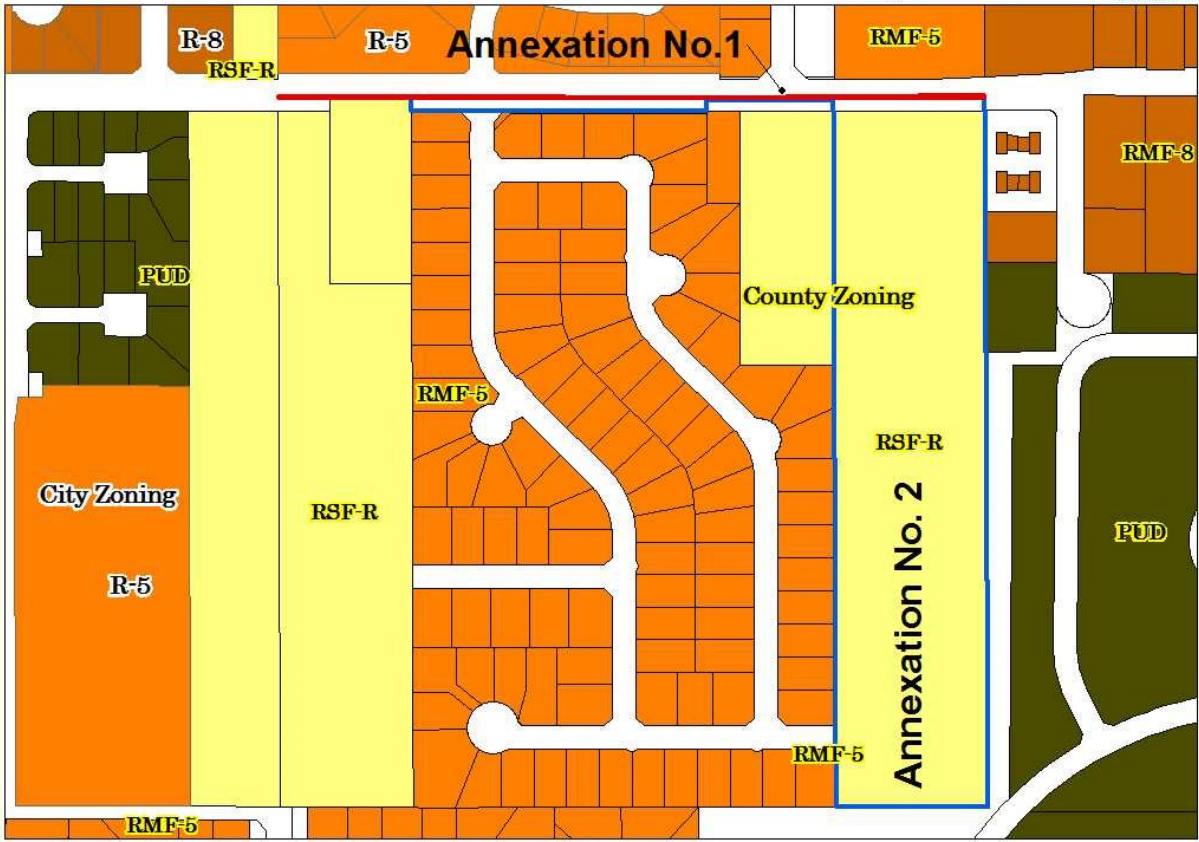 R-8
R-5
Annexation No.1
RMF-5
RSF-R
RMF-8
PUD
County Zoning
RMF-5
RSF-R
City Zoning
RSF-R
Annexation No. 2
PUD
R-5
RMF-5
RMF-5